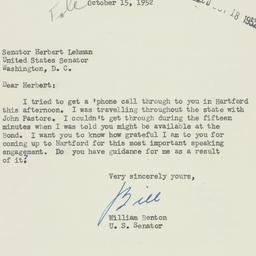 October 15, 1952
File
OCT 18 1952
Senator Herbert Lehman
United States Senator
Washington, D. C.
Dear Herbert:
I tried to get a 'phone call through to you in Hartford
this afternoon. I was travelling throughout the state with
John Pastore. I couldn't get through during the fifteen
minutes when I was told you might be available at the
Bond. I want you to know how grateful I am to you for
coming up to Hartford for this most important speaking
engagement. Do you have guidance for me as a result
of it?
Very sincerely yours,
Bill
William Benton
U. S. Senator